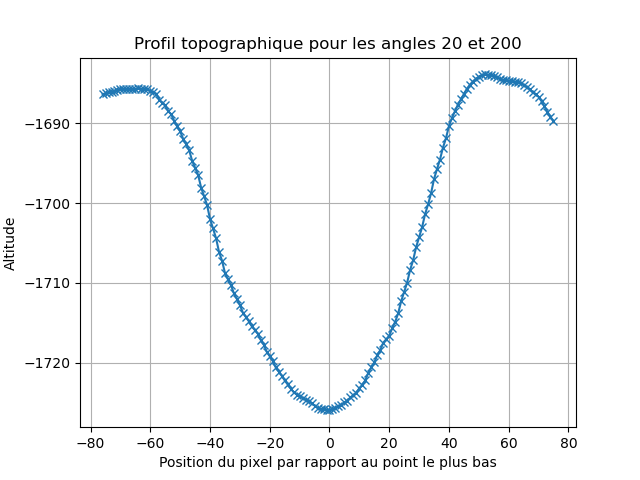 Profil topographique pour les angles 20 et 200
Altitude
−1690
−1700
−1710
−1720
−80 −60 −40 −20 0 20 40 60 80
Position du pixel par rapport au point le plus bas